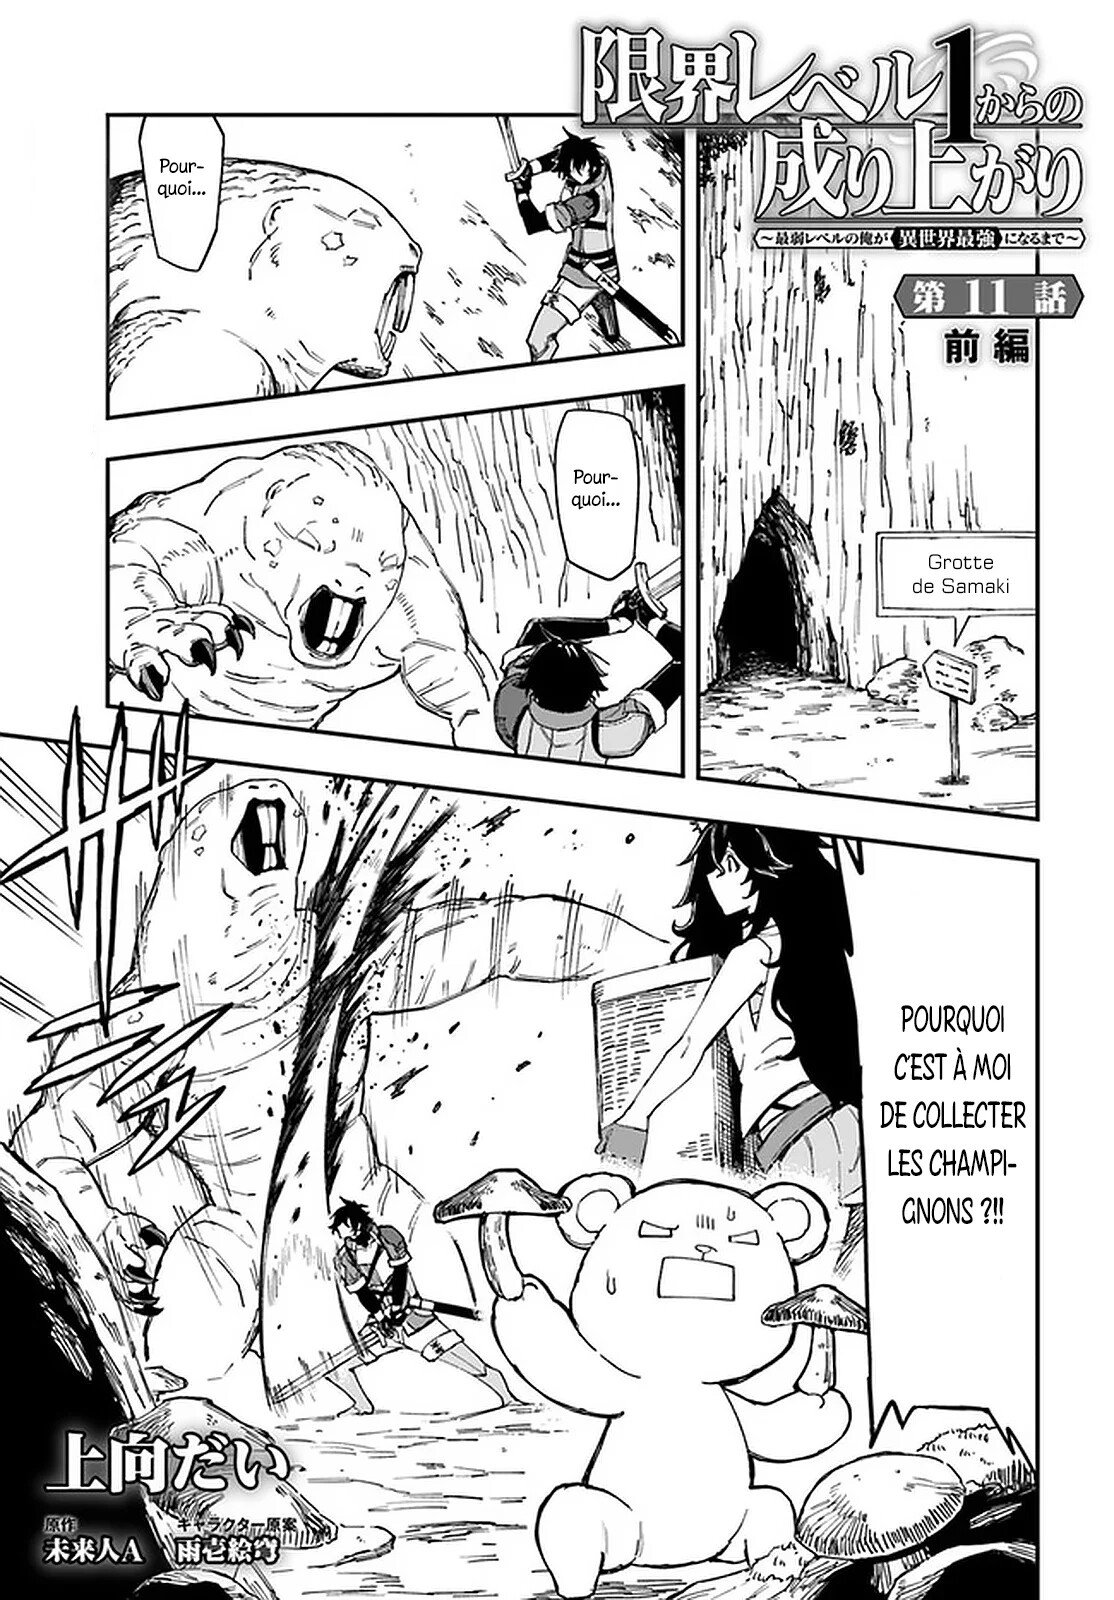 限界レベル1からの
成り上がり
～最弱レベルの俺が異世界最強になるまで～
第11話
前編
Grotte
de Samaki
Pour-
quoi...
Pour-
quoi...
POURQUOI
C'EST À MOI
DE COLLECTER
LES CHAMPI-
GNONS ?!!
上向だい
原作
未来人A
キャラクター原案
雨壱絵穹